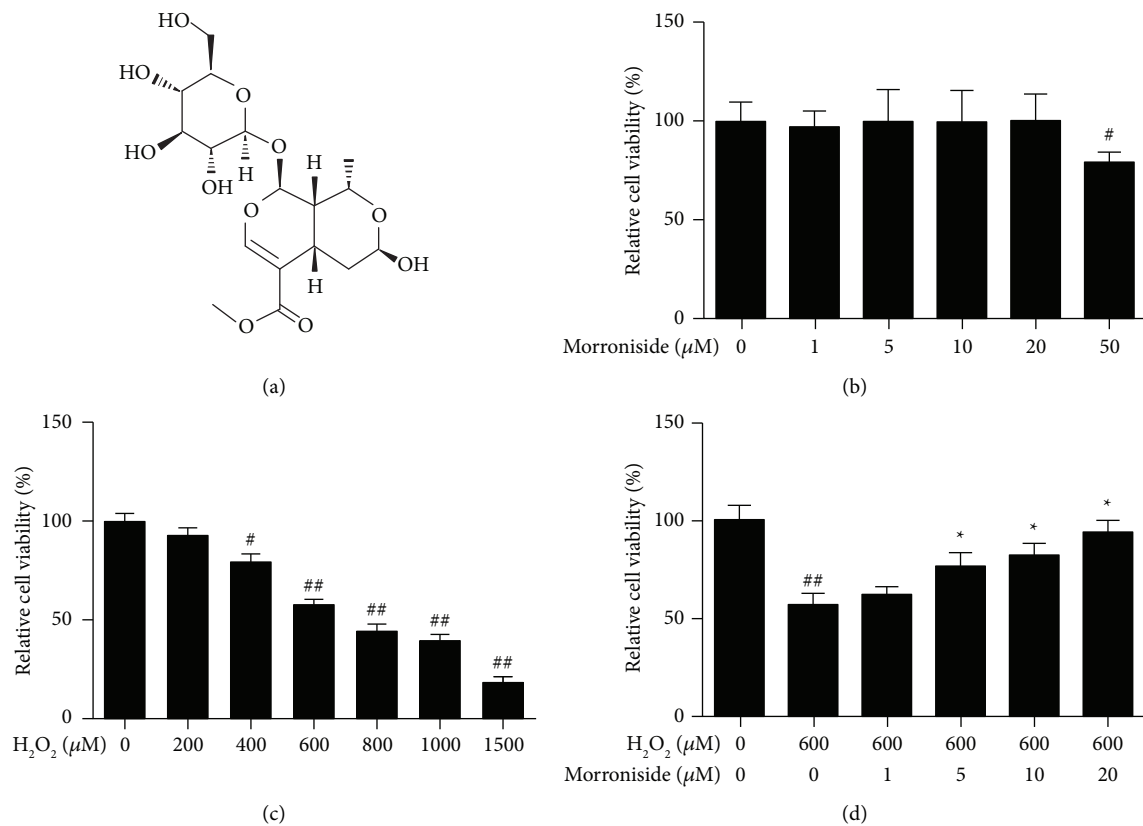 HO
HO
O
HO
O
H
OH
H
O
O
OH
H
O
O
(a)
150
100
50
0
Relative cell viability (%)
#
Morroniside (μM) 0 1 5 10 20 50
(b)
150
100
50
0
Relative cell viability (%)
# ## ## ## ##
H₂O₂ (μM) 0 200 400 600 800 1000 1500
(c)
150
100
50
0
Relative cell viability (%)
## * * *
H₂O₂ (μM) 0 600 600 600 600 600
Morroniside (μM) 0 0 1 5 10 20
(d)